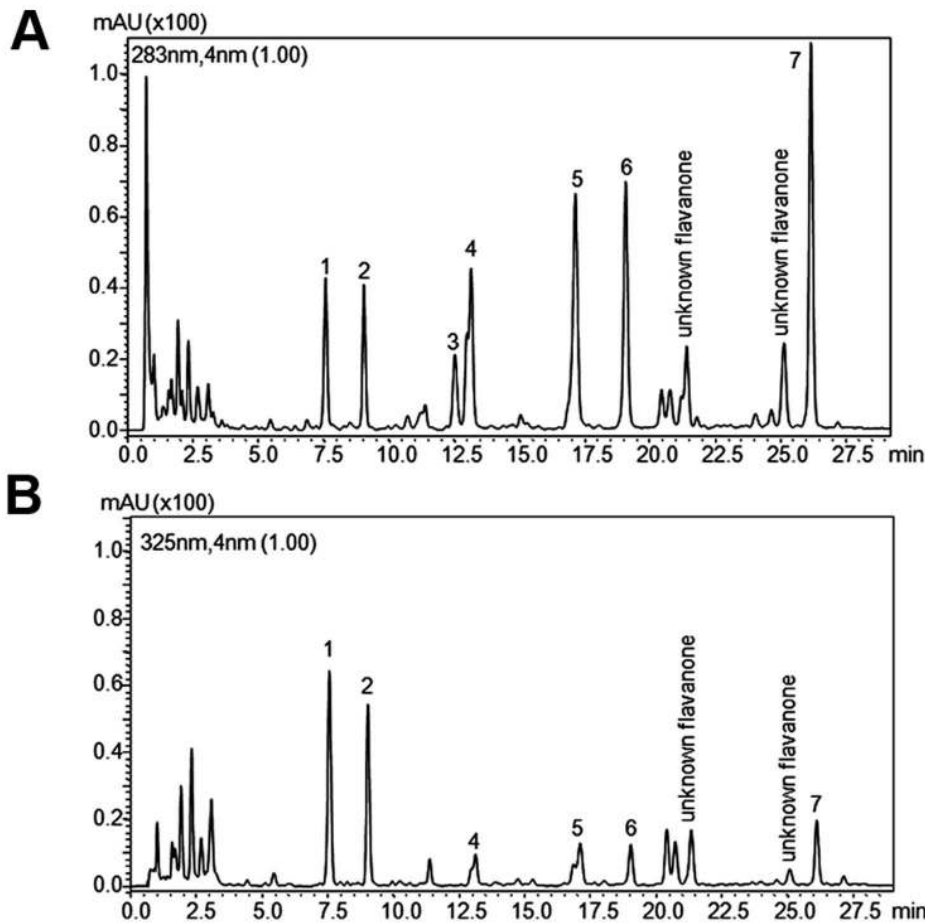 A
mAU (x100)
283nm,4nm (1.00)
1.0
0.8
0.6
0.4
0.2
0.0
1
2
3
4
5
6
unknown flavanone
unknown flavanone
7
0.0 2.5 5.0 7.5 10.0 12.5 15.0 17.5 20.0 22.5 25.0 27.5 min
B
mAU (x100)
325nm,4nm (1.00)
1.0
0.8
0.6
0.4
0.2
0.0
1
2
4
5
6
unknown flavanone
unknown flavanone
7
0.0 2.5 5.0 7.5 10.0 12.5 15.0 17.5 20.0 22.5 25.0 27.5 min